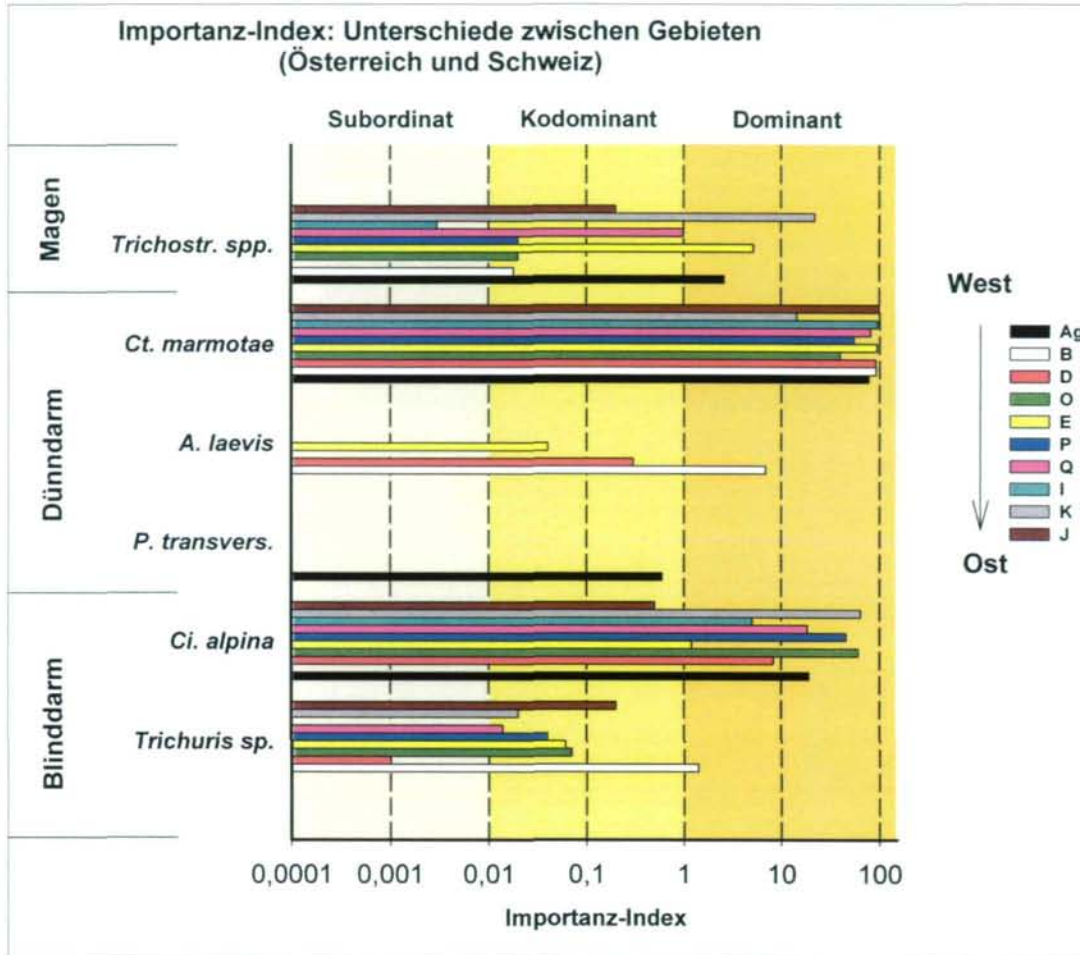 Importanz-Index: Unterschiede zwischen Gebieten
(Österreich und Schweiz)
Subordinat Kodominant Dominant
Magen
Trichostr. spp.
Dünndarm
Ct. marmotae
A. laevis
P. transvers.
Blinddarm
Ci. alpina
Trichuris sp.
0,0001 0,001 0,01 0,1 1 10 100
Importanz-Index
West
Ag
B
D
O
E
P
Q
I
K
J
Ost